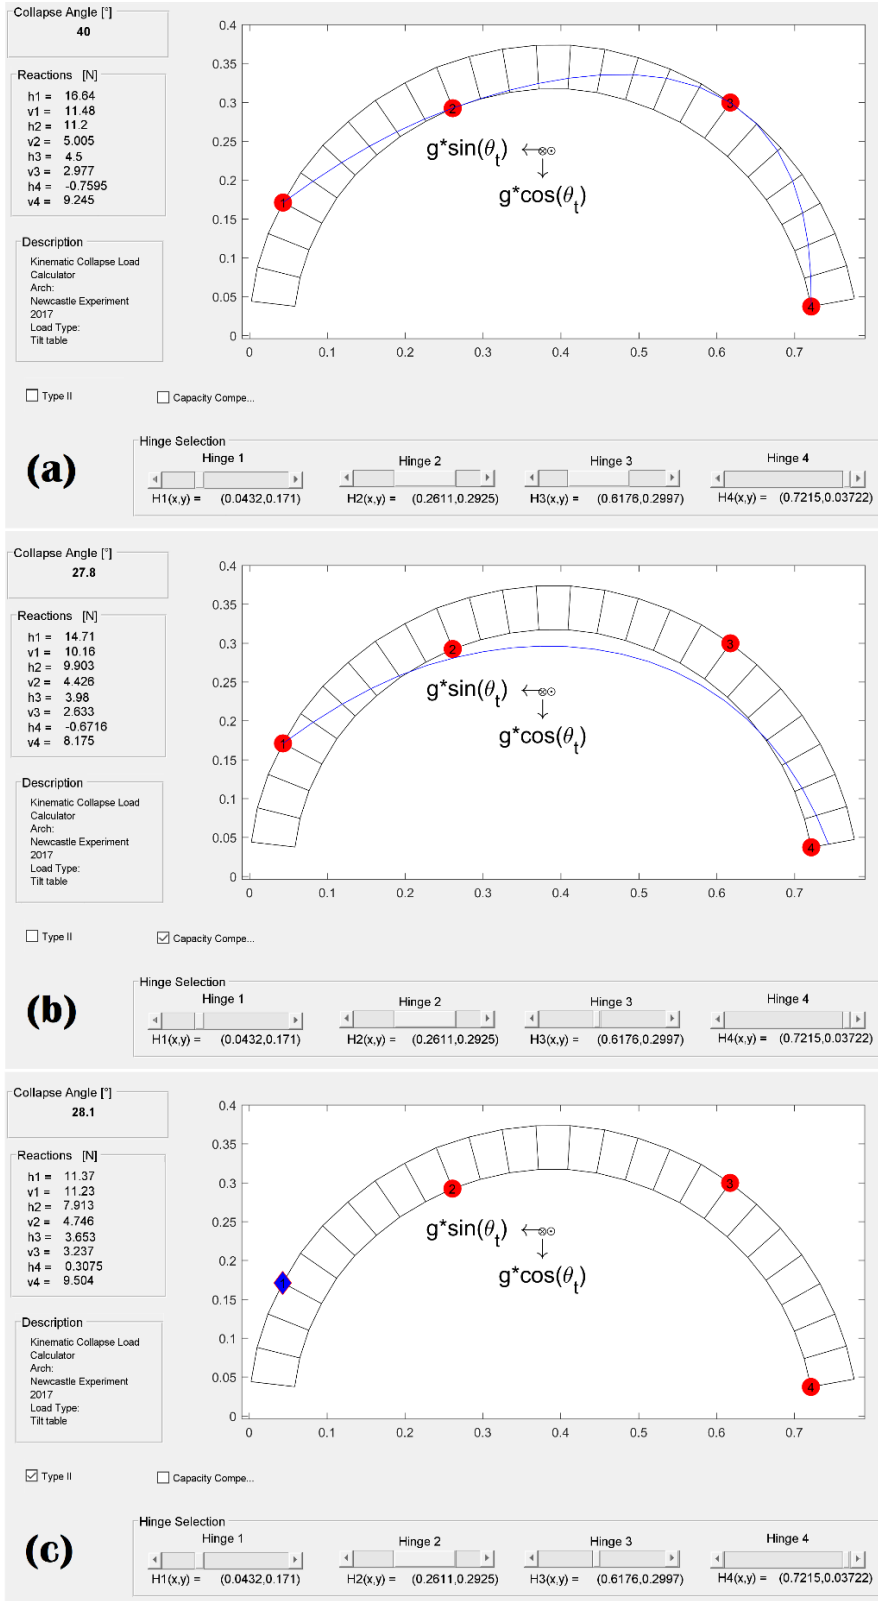 Collapse Angle [°]
40
Reactions [N]
h1 = 16.64
v1 = 11.48
h2 = 11.2
v2 = 5.005
h3 = 4.5
v3 = 2.977
h4 = -0.7595
v4 = 9.245
Description
Kinematic Collapse Load
Calculator
Arch:
Newcastle Experiment
2017
Load Type:
Tilt table
0.4
0.35
0.3
0.25
0.2
0.15
0.1
0.05
0
0 0.1 0.2 0.3 0.4 0.5 0.6 0.7
1
2
3
4
g*sin(θt)
g*cos(θt)
Type II
Capacity Compe...
(a)
Hinge Selection
Hinge 1 Hinge 2 Hinge 3 Hinge 4
H1(x,y) = (0.0432,0.171) H2(x,y) = (0.2611,0.2925) H3(x,y) = (0.6176,0.2997) H4(x,y) = (0.7215,0.03722)
Collapse Angle [°]
27.8
Reactions [N]
h1 = 14.71
v1 = 10.16
h2 = 9.903
v2 = 4.426
h3 = 3.98
v3 = 2.633
h4 = -0.6716
v4 = 8.175
Description
Kinematic Collapse Load
Calculator
Arch:
Newcastle Experiment
2017
Load Type:
Tilt table
0.4
0.35
0.3
0.25
0.2
0.15
0.1
0.05
0
0 0.1 0.2 0.3 0.4 0.5 0.6 0.7
1
2
3
4
g*sin(θt)
g*cos(θt)
Type II
Capacity Compe...
(b)
Hinge Selection
Hinge 1 Hinge 2 Hinge 3 Hinge 4
H1(x,y) = (0.0432,0.171) H2(x,y) = (0.2611,0.2925) H3(x,y) = (0.6176,0.2997) H4(x,y) = (0.7215,0.03722)
Collapse Angle [°]
28.1
Reactions [N]
h1 = 11.37
v1 = 11.23
h2 = 7.913
v2 = 4.746
h3 = 3.653
v3 = 3.237
h4 = 0.3075
v4 = 9.504
Description
Kinematic Collapse Load
Calculator
Arch:
Newcastle Experiment
2017
Load Type:
Tilt table
0.4
0.35
0.3
0.25
0.2
0.15
0.1
0.05
0
0 0.1 0.2 0.3 0.4 0.5 0.6 0.7
2
3
4
g*sin(θt)
g*cos(θt)
Type II
Capacity Compe...
(c)
Hinge Selection
Hinge 1 Hinge 2 Hinge 3 Hinge 4
H1(x,y) = (0.0432,0.171) H2(x,y) = (0.2611,0.2925) H3(x,y) = (0.6176,0.2997) H4(x,y) = (0.7215,0.03722)